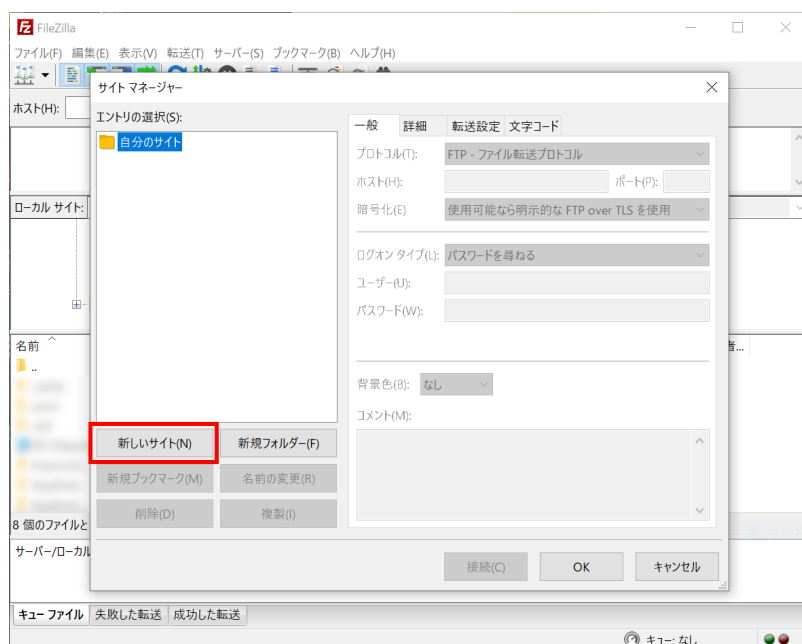 FileZilla
ファイル(F) 編集(E) 表示(V) 転送(T) サーバー(S) ブックマーク(B) ヘルプ(H)
サイト マネージャー
ホスト(H):
エントリの選択(S):
自分のサイト
一般 詳細 転送設定 文字コード
プロトコル(T): FTP - ファイル転送プロトコル
ホスト(H): ポート(P):
暗号化(E) 使用可能なら明示的な FTP over TLS を使用
ローカル サイト:
ログオン タイプ(L): パスワードを尋ねる
ユーザー(U):
パスワード(W):
名前
者...
..
背景色(B): なし
コメント(M):
新しいサイト(N) 新規フォルダー(F)
新規ブックマーク(M) 名前の変更(R)
削除(D) 複製(I)
8 個のファイルと
サーバー/ローカル
接続(C) OK キャンセル
キュー ファイル 失敗した転送 成功した転送
キュー: なし